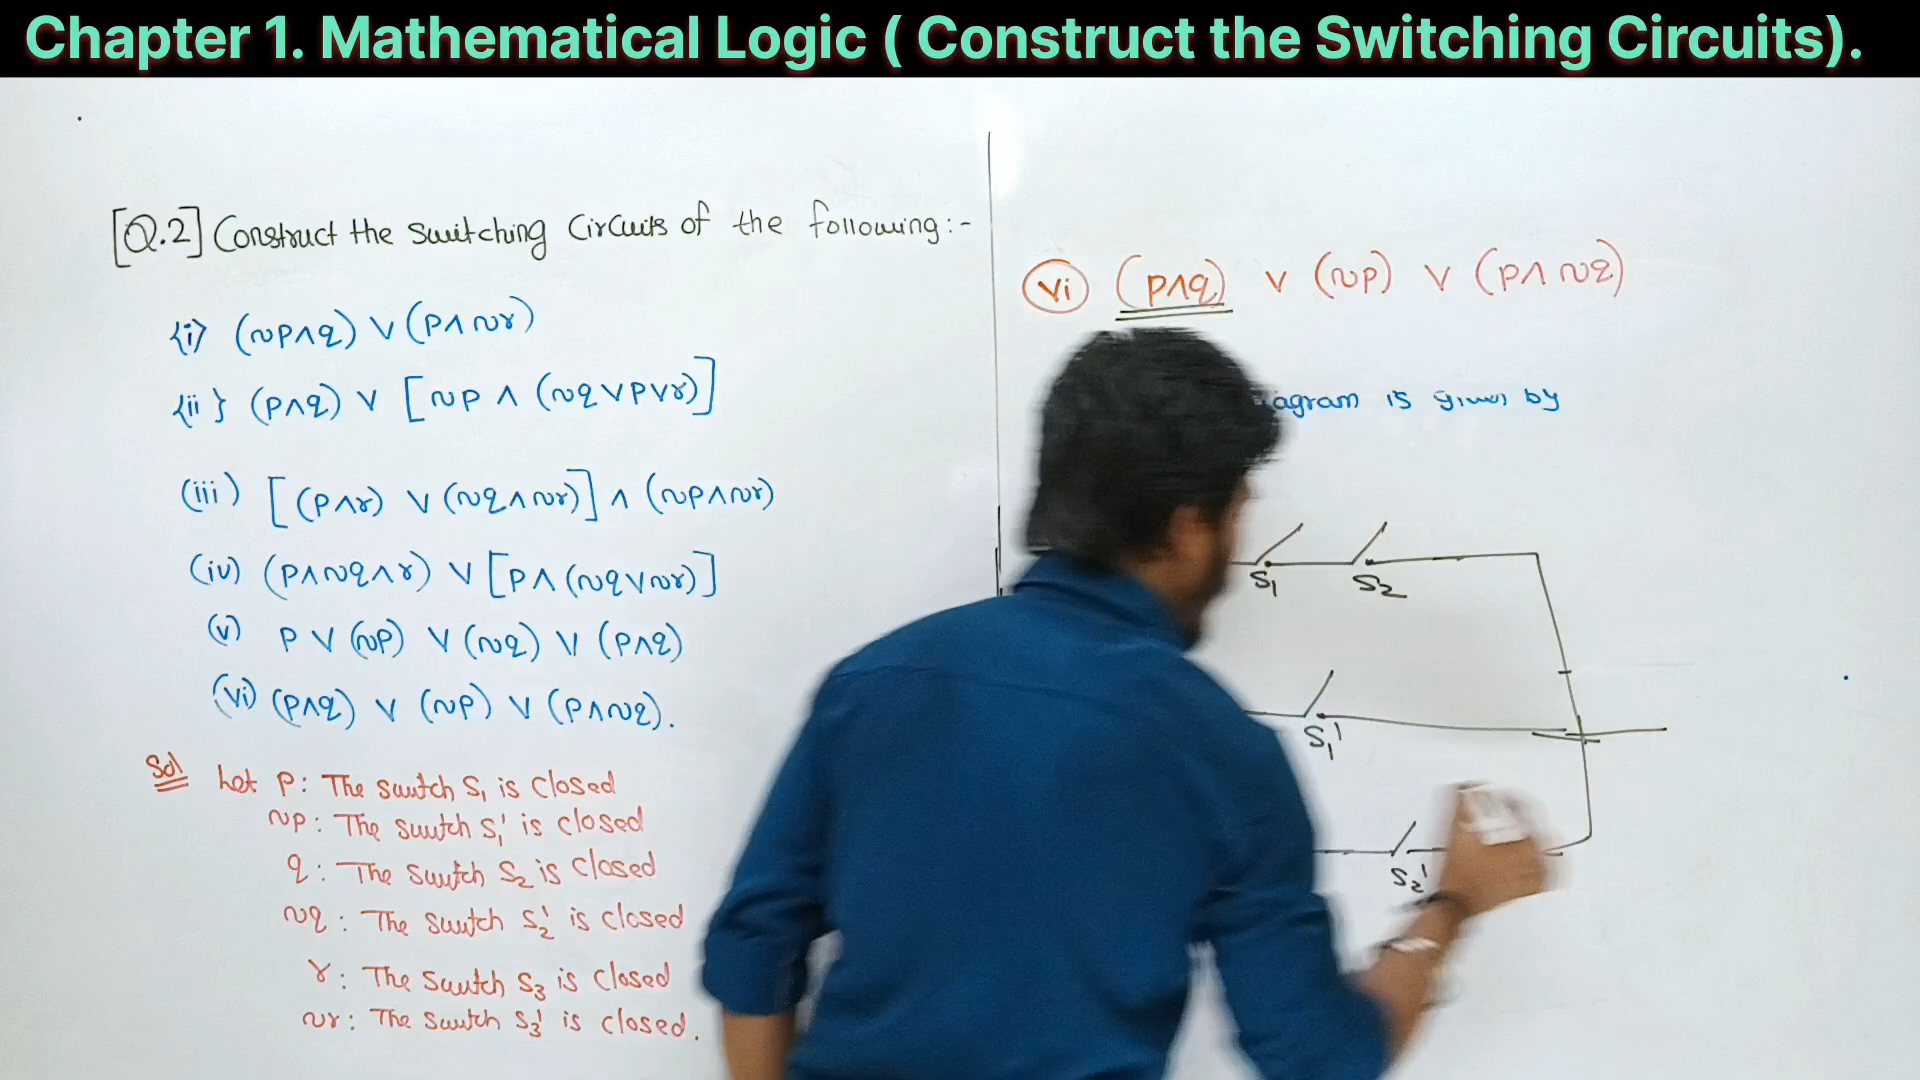 Chapter 1. Mathematical Logic ( Construct the Switching Circuits).
[Q.2] Construct the switching Circuits of the following:-
{i} (~p∧q) ∨ (p∧~r)
{ii} (p∧q) ∨ [~p ∧ (~q∨p∨r)]
(iii) [(p∧r) ∨ (~q∧~r)] ∧ (~p∧~r)
(iv) (p∧~q∧r) ∨ [p∧(~q∨~r)]
(v) p ∨ (~p) ∨ (~q) ∨ (p∧q)
(vi) (p∧q) ∨ (~p) ∨ (p∧~q).
Sol Let p: The switch S₁ is closed
~p: The switch S₁' is closed
q: The switch S₂ is closed
~q: The switch S₂' is closed
r: The switch S₃ is closed
~r: The switch S₃' is closed.
(vi) (p∧q) ∨ (~p) ∨ (p∧~q)
is given by
S₁ S₂
S₁'
S₂'